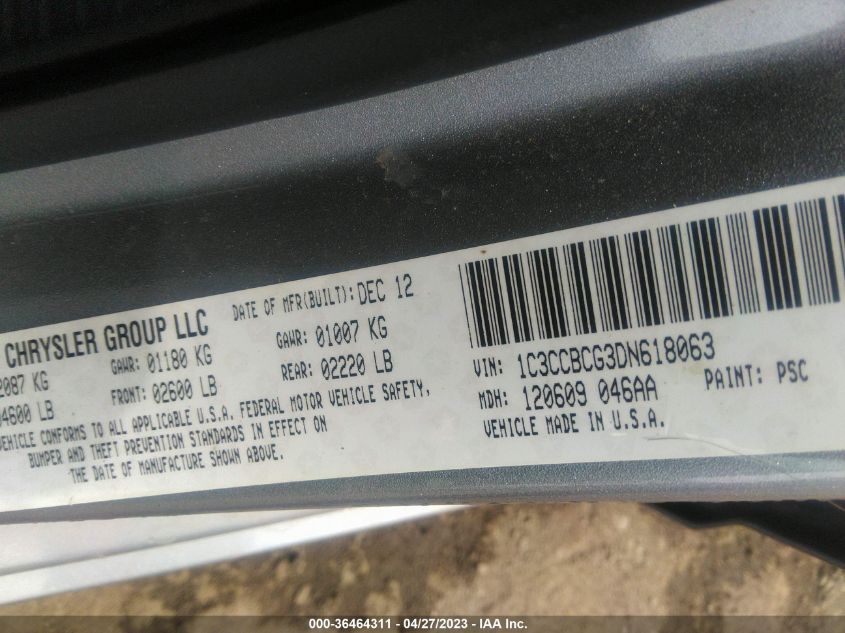 CHRYSLER GROUP LLC
DATE OF MFR(BUILT): DEC 12
2087 KG
GAWR: 01180 KG
GAWR: 01007 KG
04600 LB
FRONT: 02600 LB
REAR: 02220 LB
VEHICLE CONFORMS TO ALL APPLICABLE U.S.A. FEDERAL MOTOR VEHICLE SAFETY,
BUMPER AND THEFT PREVENTION STANDARDS IN EFFECT ON
THE DATE OF MANUFACTURE SHOWN ABOVE.
VIN: 1C3CCBCG3DN618063
MDH: 120609 046AA
PAINT: PSC
VEHICLE MADE IN U.S.A.
000-36464311 - 04/27/2023 - IAA Inc.